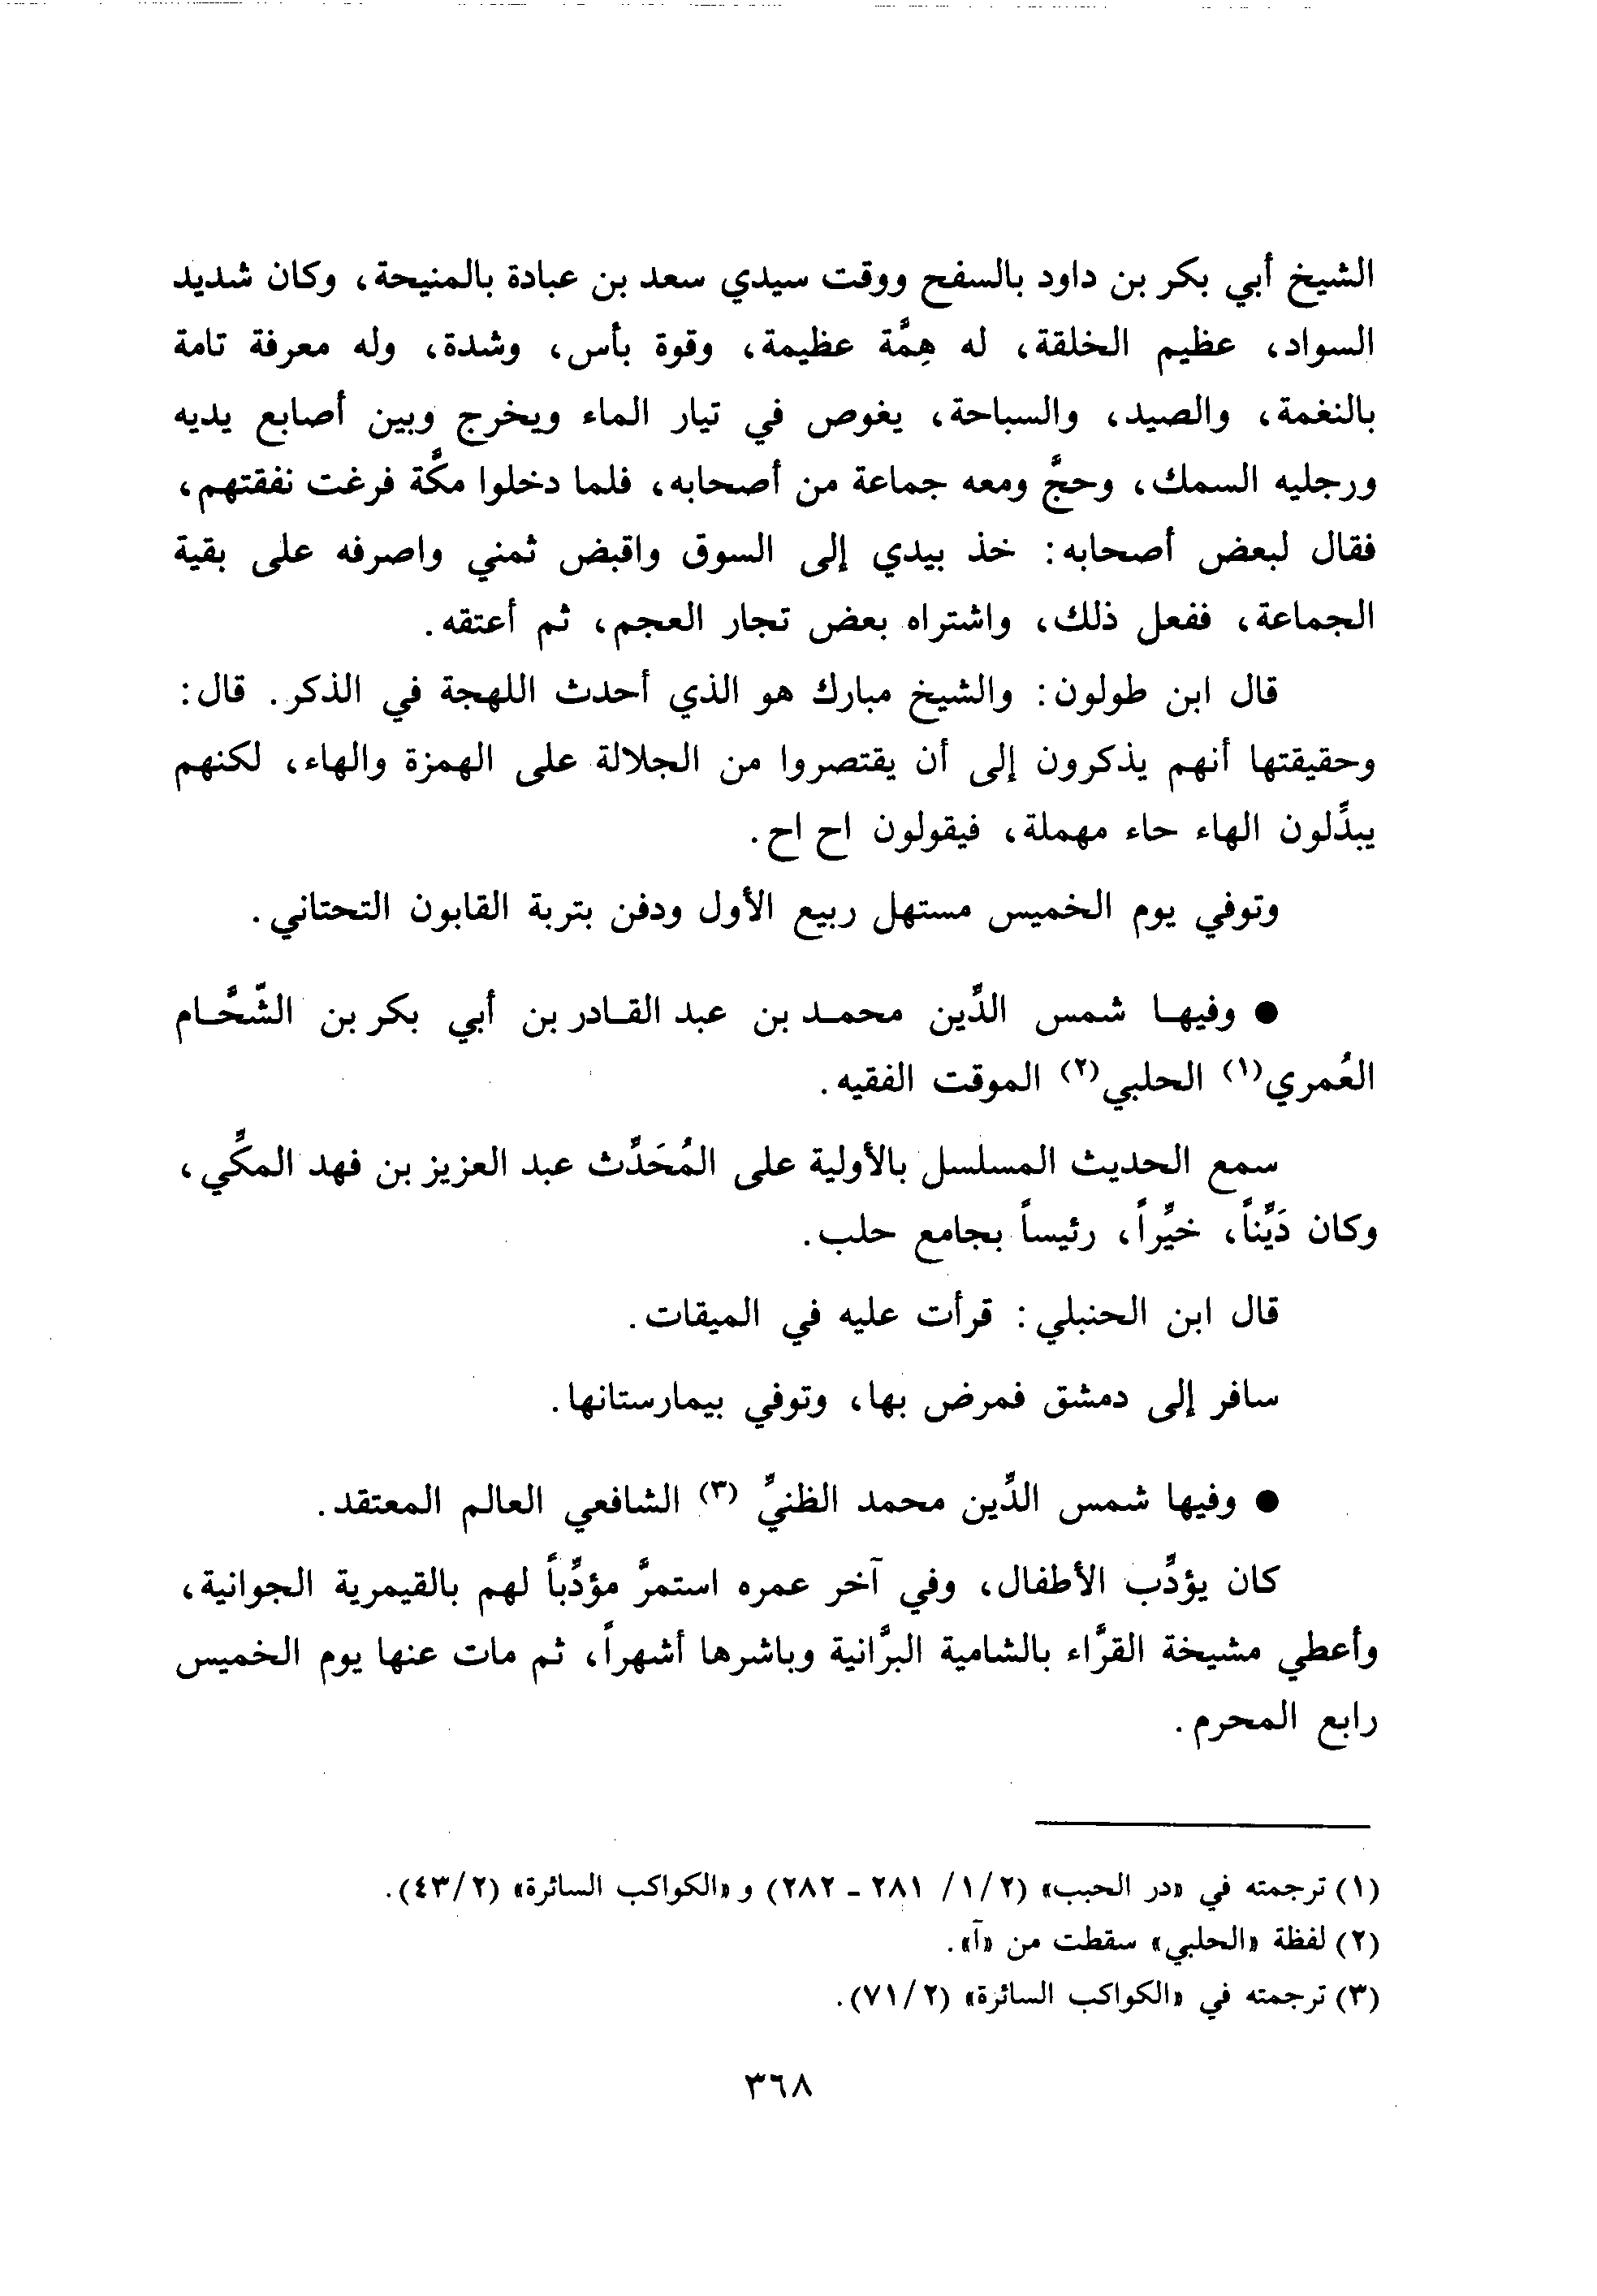 الشيخ أبي بكر بن داود بالسفح ووقت سيدي سعد بن عبادة بالمنيحة، وكان شديد
السواد، عظيم الخلقة، له هِمَّة عظيمة، وقوة بأس، وشدة، وله معرفة تامة
بالنغمة، والصيد، والسباحة، يغوص في تيار الماء ويخرج وبين أصابع يديه
ورجليه السمك، وحجَّ ومعه جماعة من أصحابه، فلما دخلوا مكَّة فرغت نفقتهم،
فقال لبعض أصحابه: خذ بيدي إلى السوق واقبض ثمني واصرفه على بقية
الجماعة، ففعل ذلك، واشتراه بعض تجار العجم، ثم أعتقه.
قال ابن طولون: والشيخ مبارك هو الذي أحدث اللهجة في الذكر. قال:
وحقيقتها أنهم يذكرون إلى أن يقتصروا من الجلالة على الهمزة والهاء، لكنهم
يبدِّلون الهاء حاء مهملة، فيقولون اح اح.
وتوفي يوم الخميس مستهل ربيع الأول ودفن بتربة القابون التحتاني.
● وفيها شمس الدِّين محمد بن عبد القادر بن أبي بكر بن الشَّحَّام
العُمري(١) الحلبي(٢) الموقت الفقيه.
سمع الحديث المسلسل بالأولية على المُحَدِّث عبد العزيز بن فهد المكِّي،
وكان دَيِّناً، خيِّراً، رئيساً بجامع حلب.
قال ابن الحنبلي: قرأت عليه في الميقات.
سافر إلى دمشق فمرض بها، وتوفي بيمارستانها.
● وفيها شمس الدِّين محمد الظنيِّ (٣) الشافعي العالم المعتقد.
كان يؤدِّب الأطفال، وفي آخر عمره استمرَّ مؤدِّباً لهم بالقيمرية الجوانية،
وأعطي مشيخة القرَّاء بالشامية البرَّانية وباشرها أشهراً، ثم مات عنها يوم الخميس
رابع المحرم.
(١) ترجمته في «در الحبب» (٢/١/ ٢٨١ - ٢٨٢) و «الكواكب السائرة» (٢/٤٣).
(٢) لفظة «الحلبي» سقطت من «آ».
(٣) ترجمته في «الكواكب السائرة» (٢/٧١).
٣٦٨